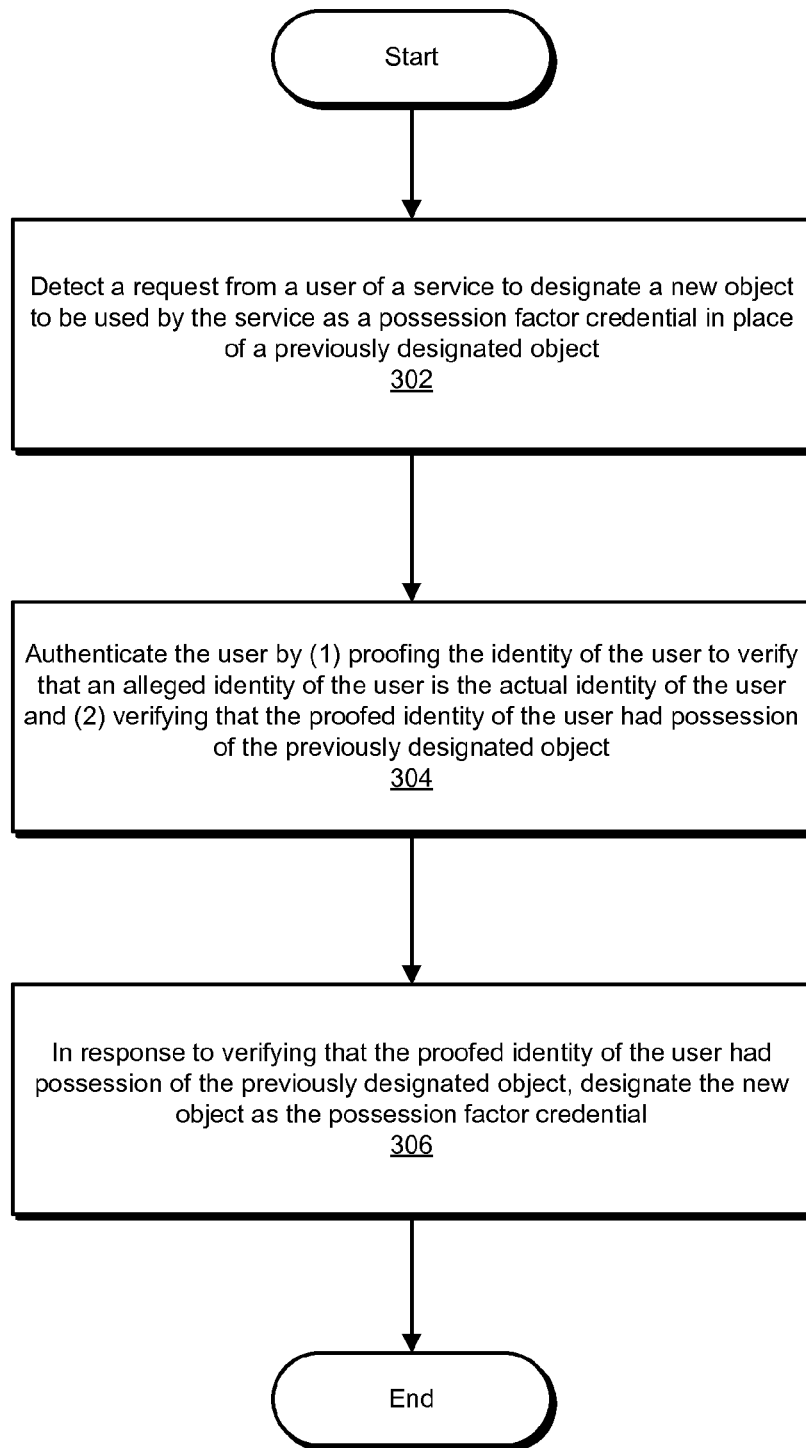 Start
Detect a request from a user of a service to designate a new object
to be used by the service as a possession factor credential in place
of a previously designated object
302
Authenticate the user by (1) proofing the identity of the user to verify
that an alleged identity of the user is the actual identity of the user
and (2) verifying that the proofed identity of the user had possession
of the previously designated object
304
In response to verifying that the proofed identity of the user had
possession of the previously designated object, designate the new
object as the possession factor credential
306
End